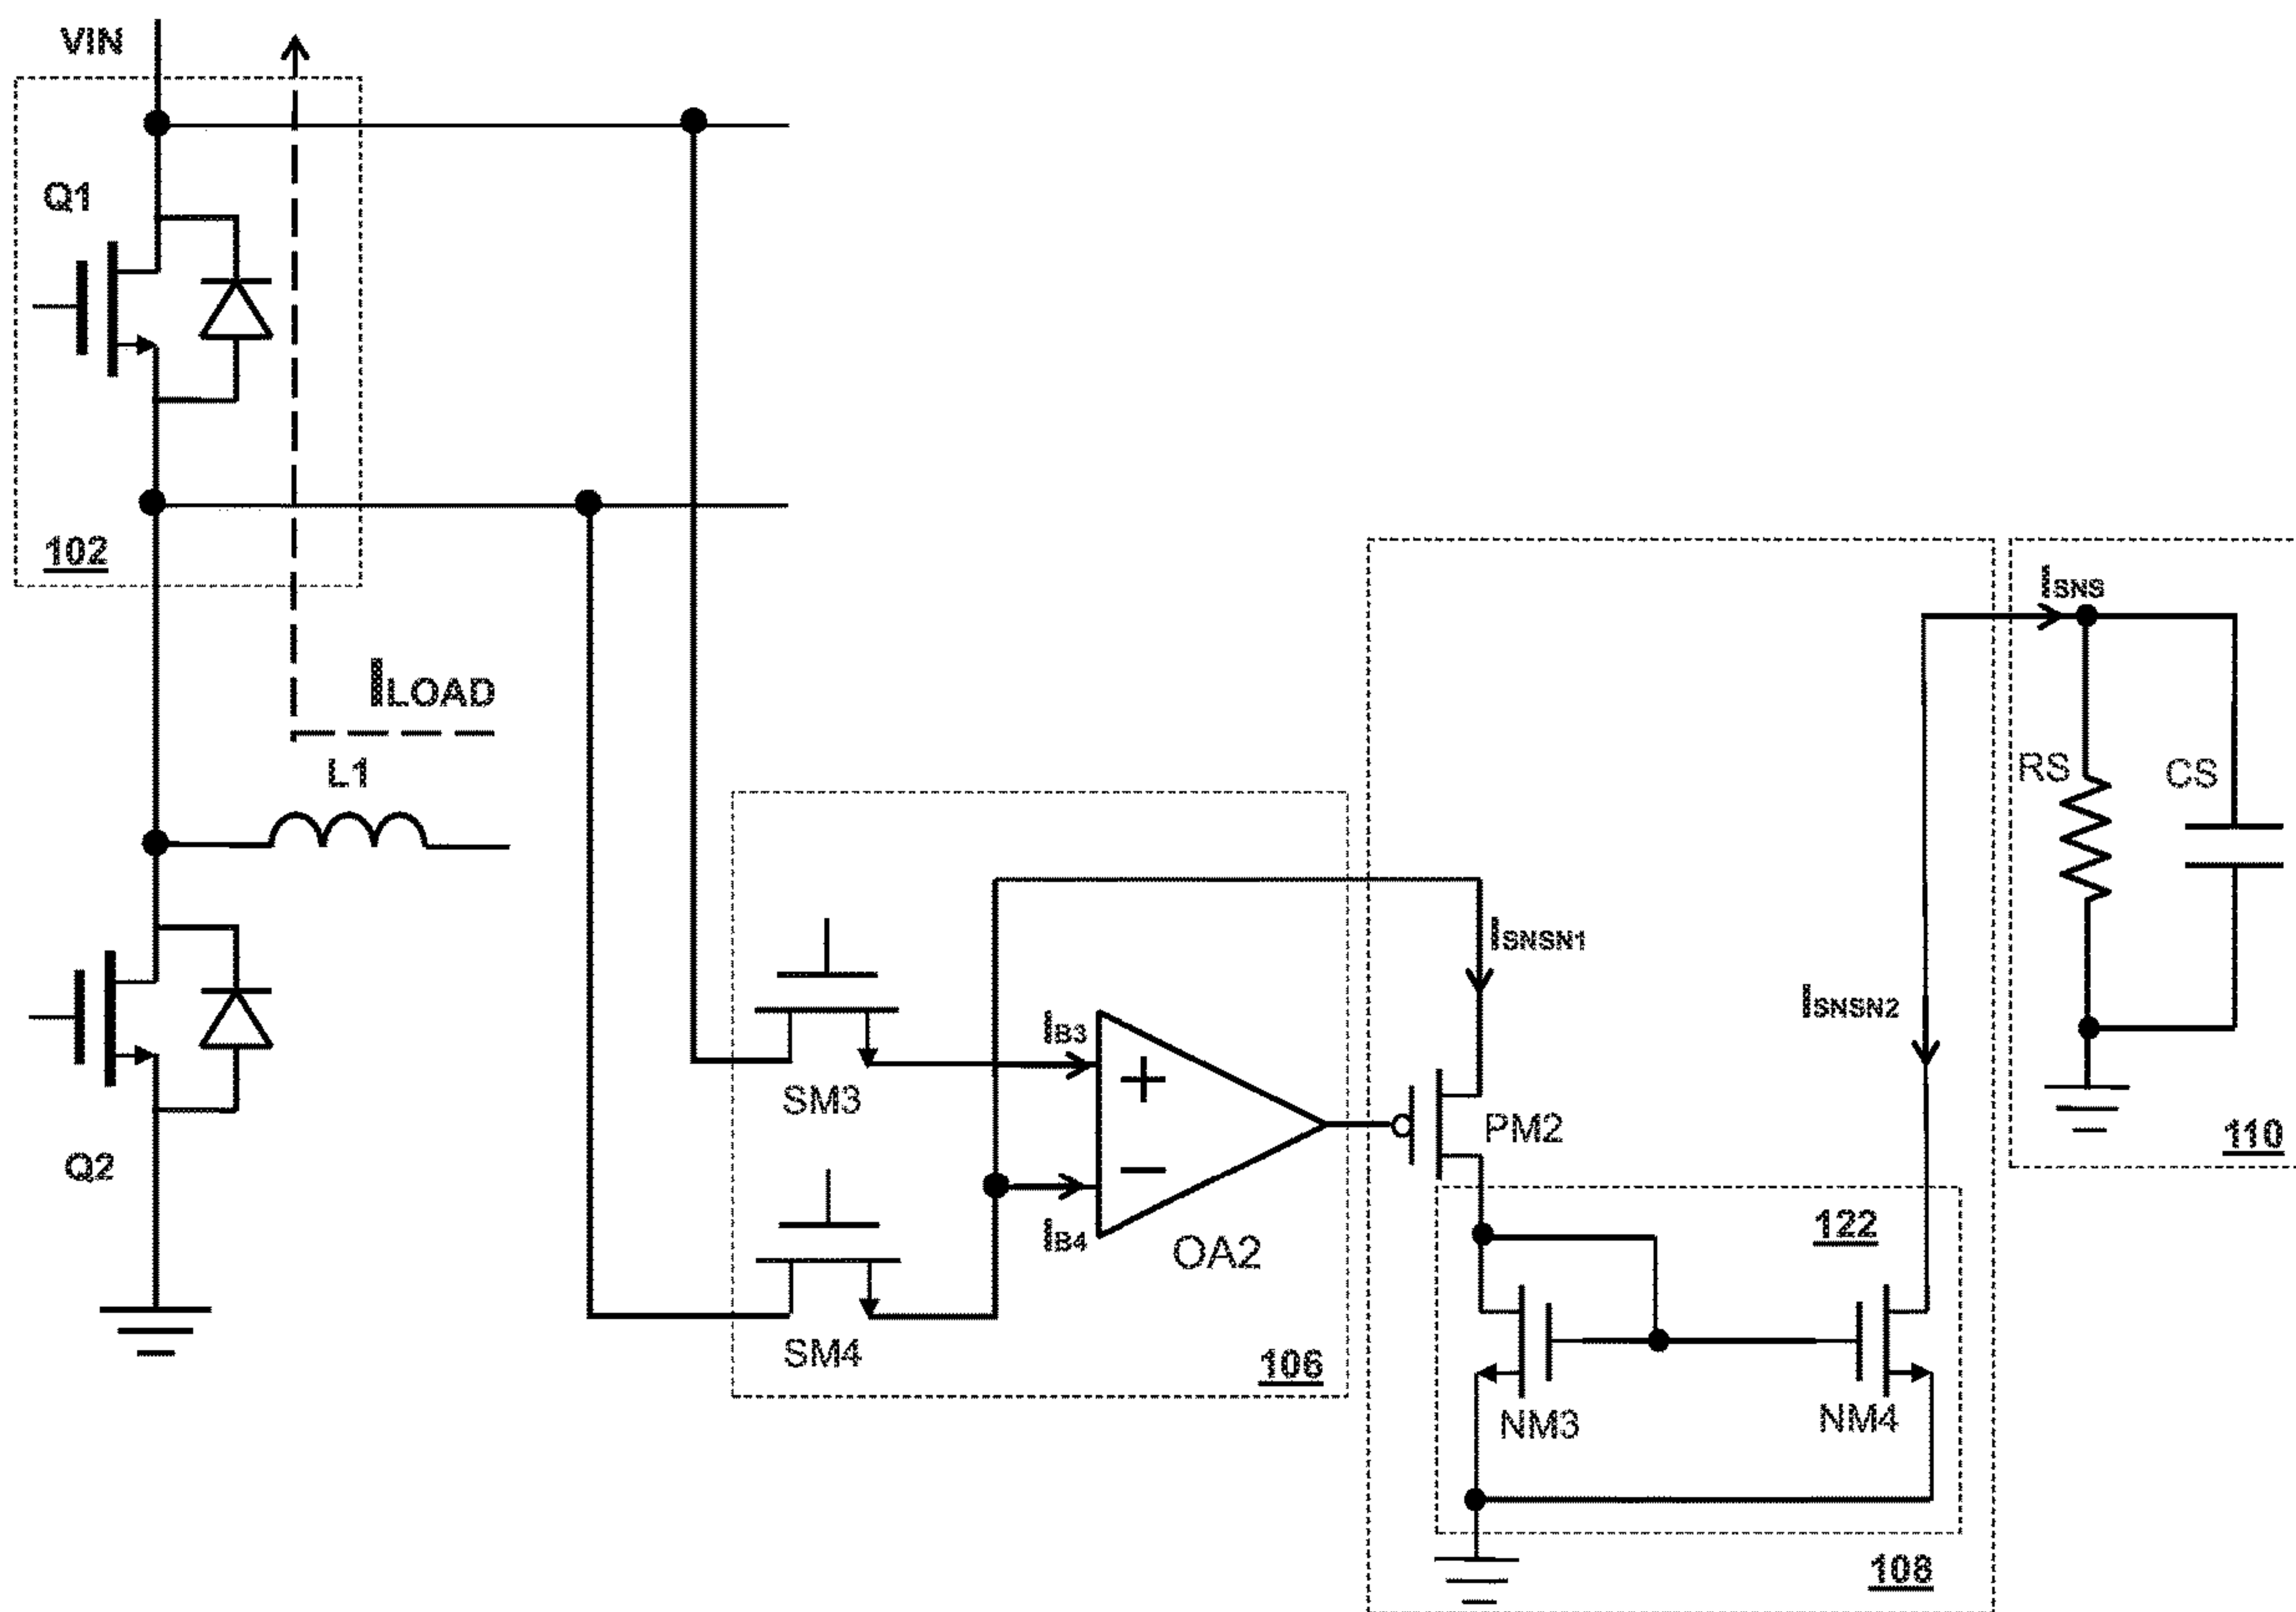 VIN
Q1
102
ILOAD
L1
Q2
SM3
SM4
IB3
IB4
+
−
OA2
106
ISNSN1
PM2
ISNSN2
122
NM3
NM4
108
ISNS
RS
CS
110